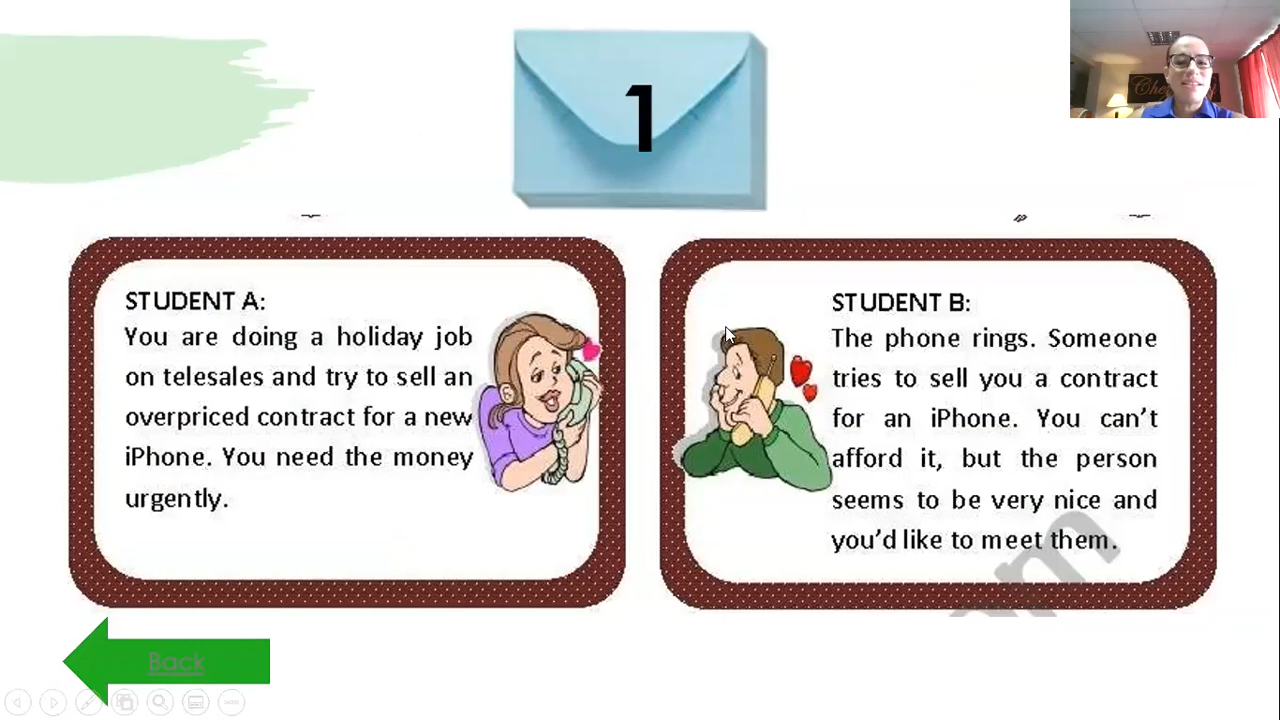 1
STUDENT A:
You are doing a holiday job
on telesales and try to sell an
overpriced contract for a new
iPhone. You need the money
urgently.
STUDENT B:
The phone rings. Someone
tries to sell you a contract
for an iPhone. You can't
afford it, but the person
seems to be very nice and
you'd like to meet them.
Back